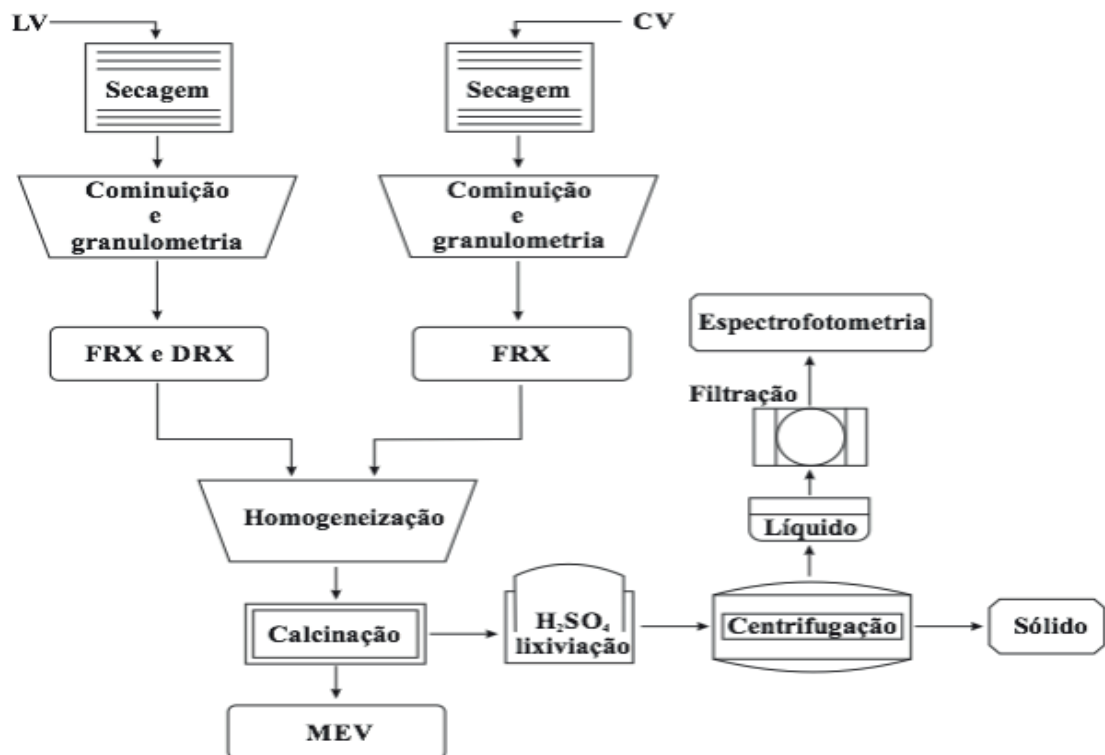 LV
CV
Secagem
Secagem
Cominuição
e
granulometria
Cominuição
e
granulometria
FRX e DRX
FRX
Espectrofotometria
Filtração
Homogeneização
Líquido
Calcinação
H₂SO₄
lixiviação
Centrifugação
Sólido
MEV